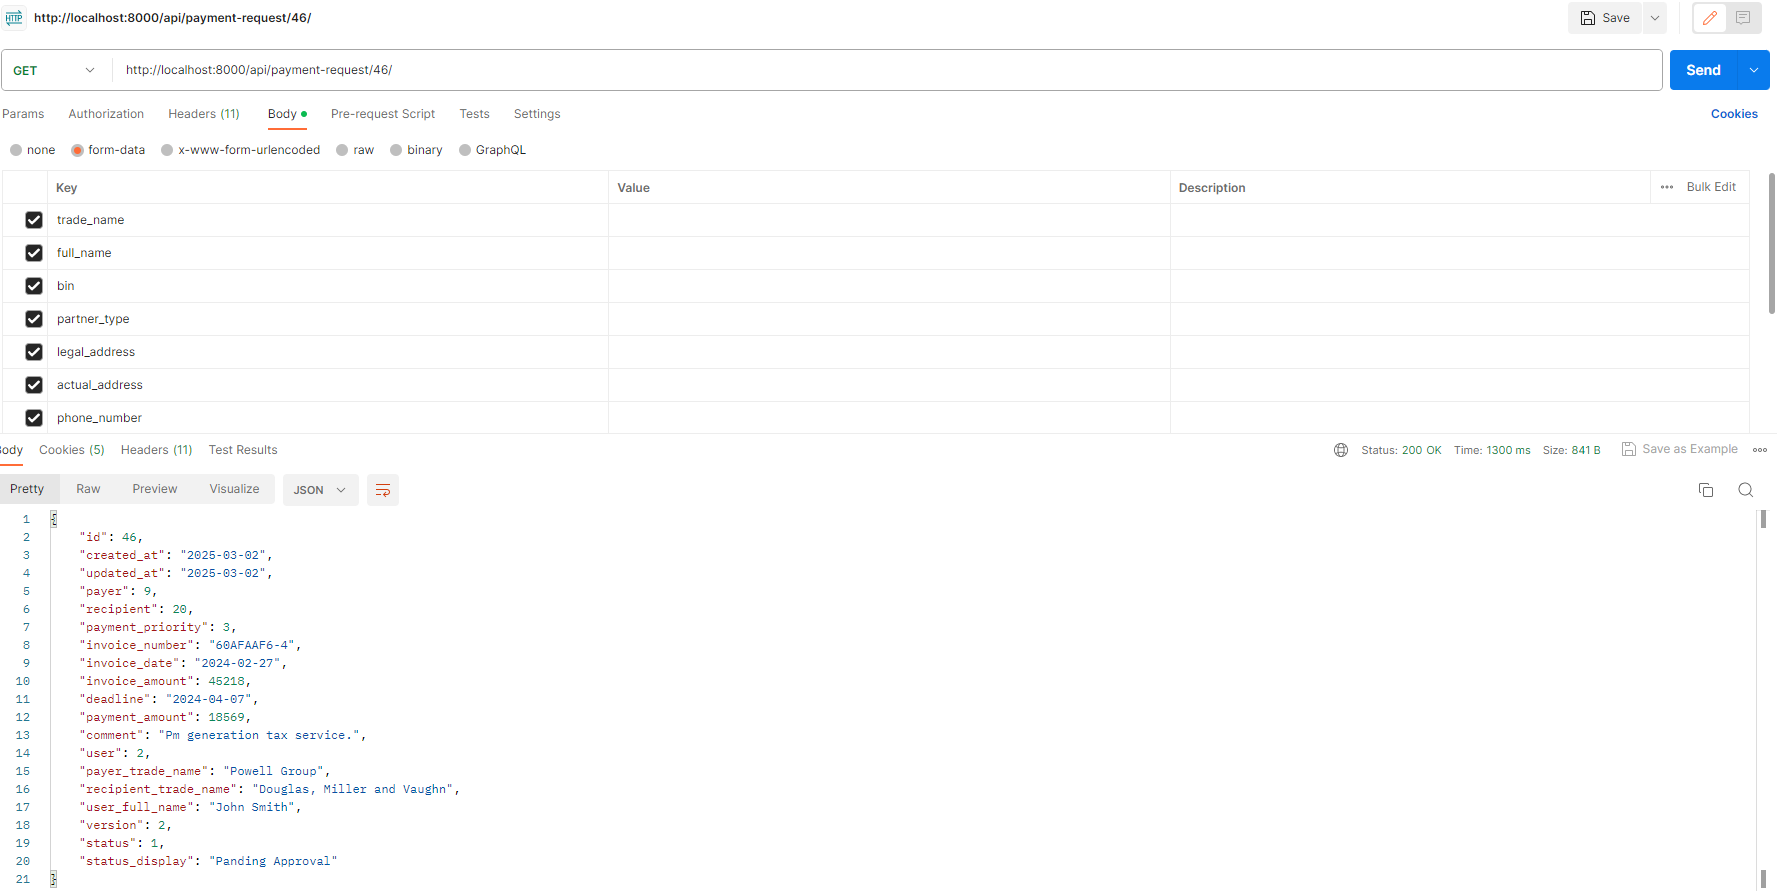 HTTP http://localhost:8000/api/payment-request/46/ Save
GET http://localhost:8000/api/payment-request/46/ Send
Params Authorization Headers (11) Body Pre-request Script Tests Settings Cookies
none form-data x-www-form-urlencoded raw binary GraphQL
Key Value Description Bulk Edit
trade_name
full_name
bin
partner_type
legal_address
actual_address
phone_number
Body Cookies (5) Headers (11) Test Results Status: 200 OK Time: 1300 ms Size: 841 B Save as Example
Pretty Raw Preview Visualize JSON
1 {
2 "id": 46,
3 "created_at": "2025-03-02",
4 "updated_at": "2025-03-02",
5 "payer": 9,
6 "recipient": 20,
7 "payment_priority": 3,
8 "invoice_number": "60AFAAF6-4",
9 "invoice_date": "2024-02-27",
10 "invoice_amount": 45218,
11 "deadline": "2024-04-07",
12 "payment_amount": 18569,
13 "comment": "Pm generation tax service.",
14 "user": 2,
15 "payer_trade_name": "Powell Group",
16 "recipient_trade_name": "Douglas, Miller and Vaughn",
17 "user_full_name": "John Smith",
18 "version": 2,
19 "status": 1,
20 "status_display": "Panding Approval"
21 }